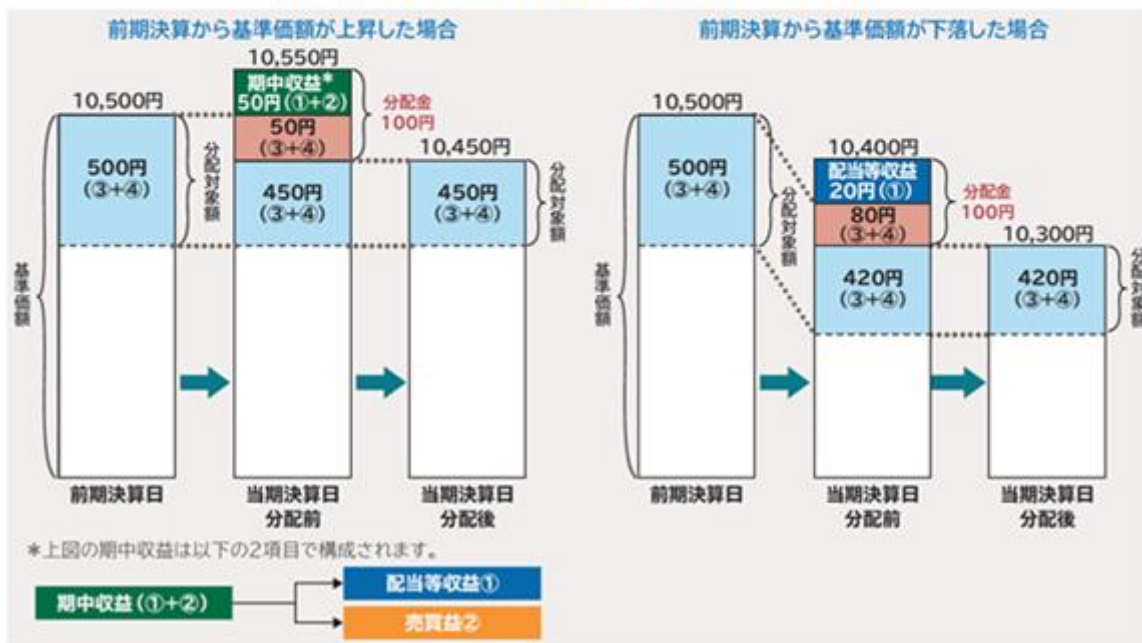 前期決算から基準価額が上昇した場合
10,500円
500円
(③+④)
分配対象額
基準価額
前期決算日
10,550円
期中収益*
50円(①+②)
50円
(③+④)
450円
(③+④)
分配金
100円
当期決算日
分配前
10,450円
450円
(③+④)
分配対象額
当期決算日
分配後
前期決算から基準価額が下落した場合
10,500円
500円
(③+④)
分配対象額
基準価額
前期決算日
10,400円
配当等収益
20円(①)
80円
(③+④)
420円
(③+④)
分配金
100円
当期決算日
分配前
10,300円
420円
(③+④)
分配対象額
当期決算日
分配後
*上図の期中収益は以下の2項目で構成されます。
期中収益(①+②)
配当等収益①
売買益②